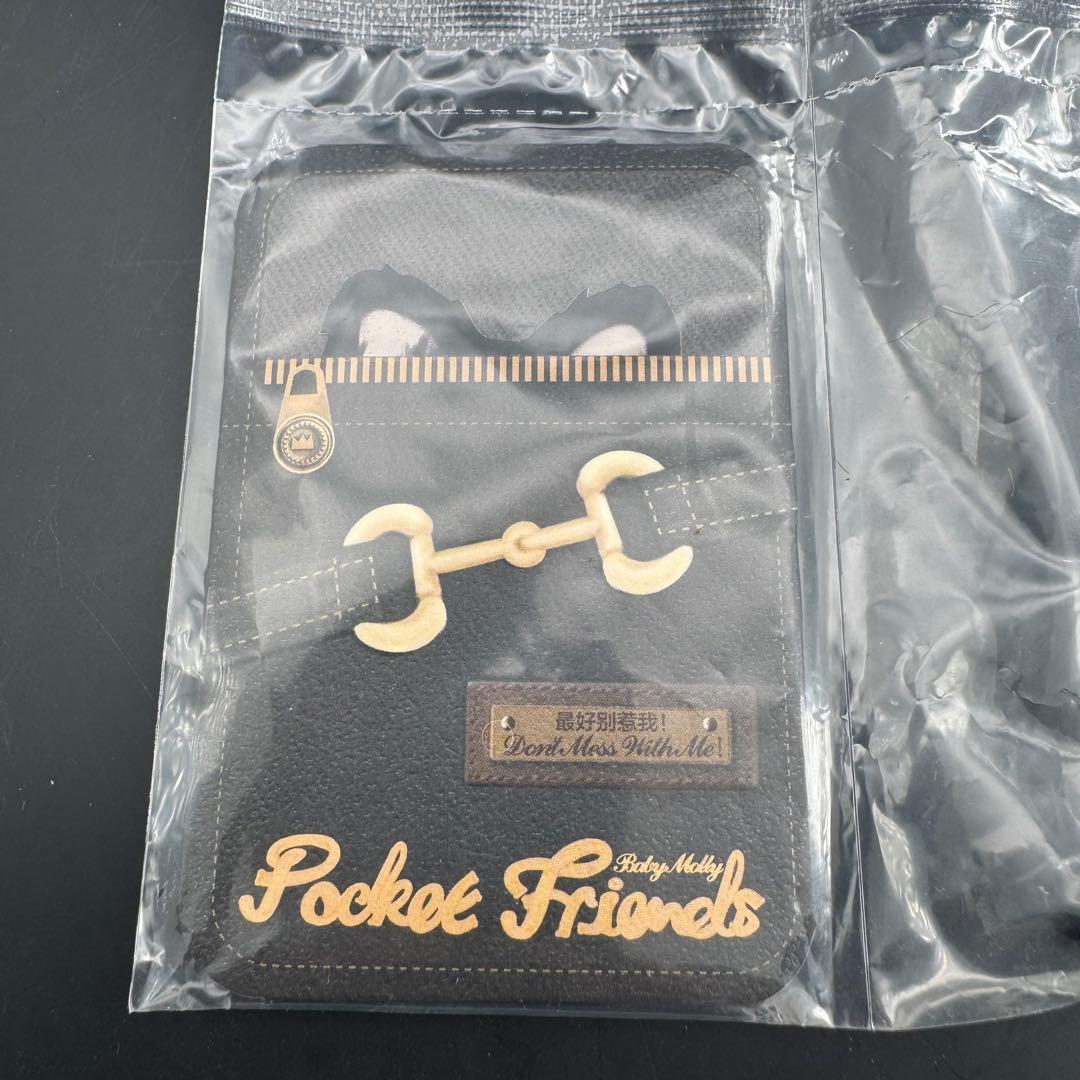 最好别惹我!
Don't Mess With Me!
Baby Molly
Pocket Friends